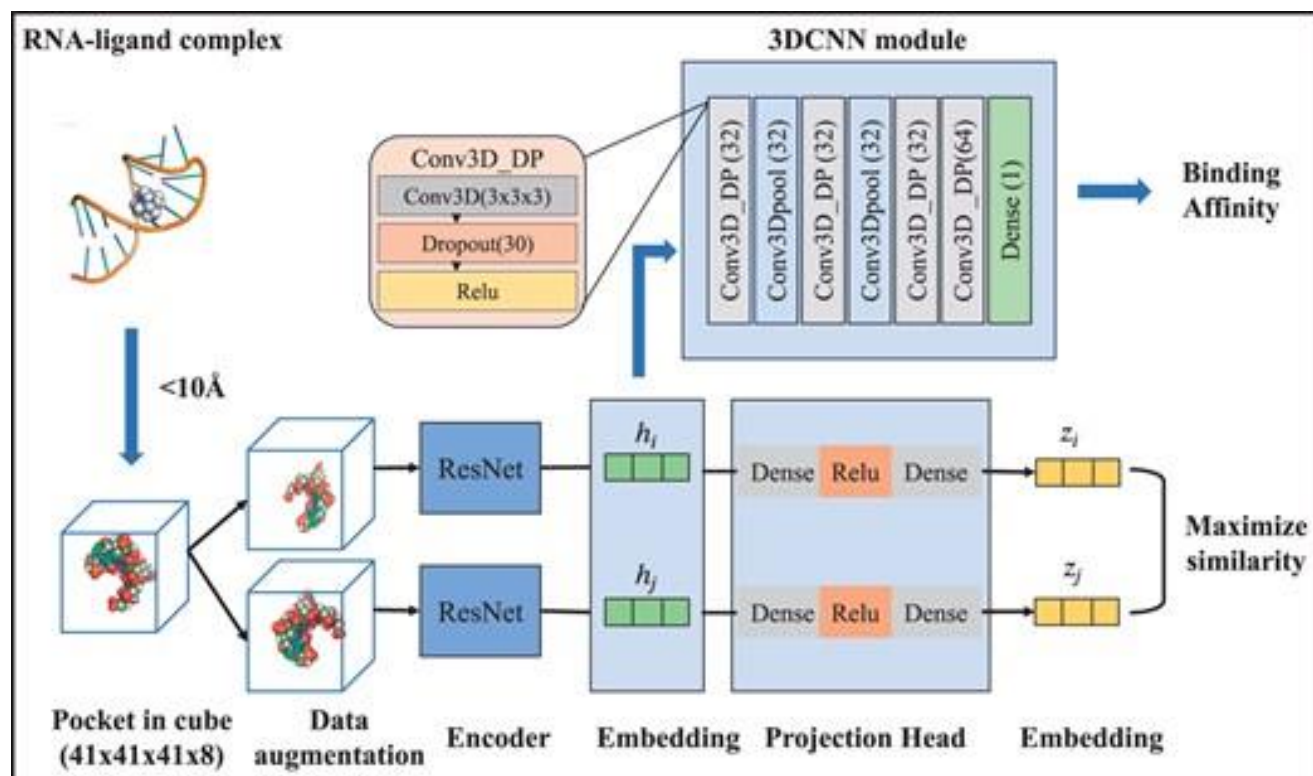 RNA-ligand complex
3DCNN module
Conv3D_DP
Conv3D(3x3x3)
Dropout(30)
Relu
Conv3D_DP (32)
Conv3Dpool (32)
Conv3D_DP (32)
Conv3Dpool (32)
Conv3D_DP (32)
Conv3D_DP(64)
Dense (1)
Binding
Affinity
<10Å
ResNet
h_i
Dense Relu Dense
z_i
ResNet
h_j
Dense Relu Dense
z_j
Maximize
similarity
Pocket in cube
(41x41x41x8)
Data
augmentation
Encoder
Embedding
Projection Head
Embedding